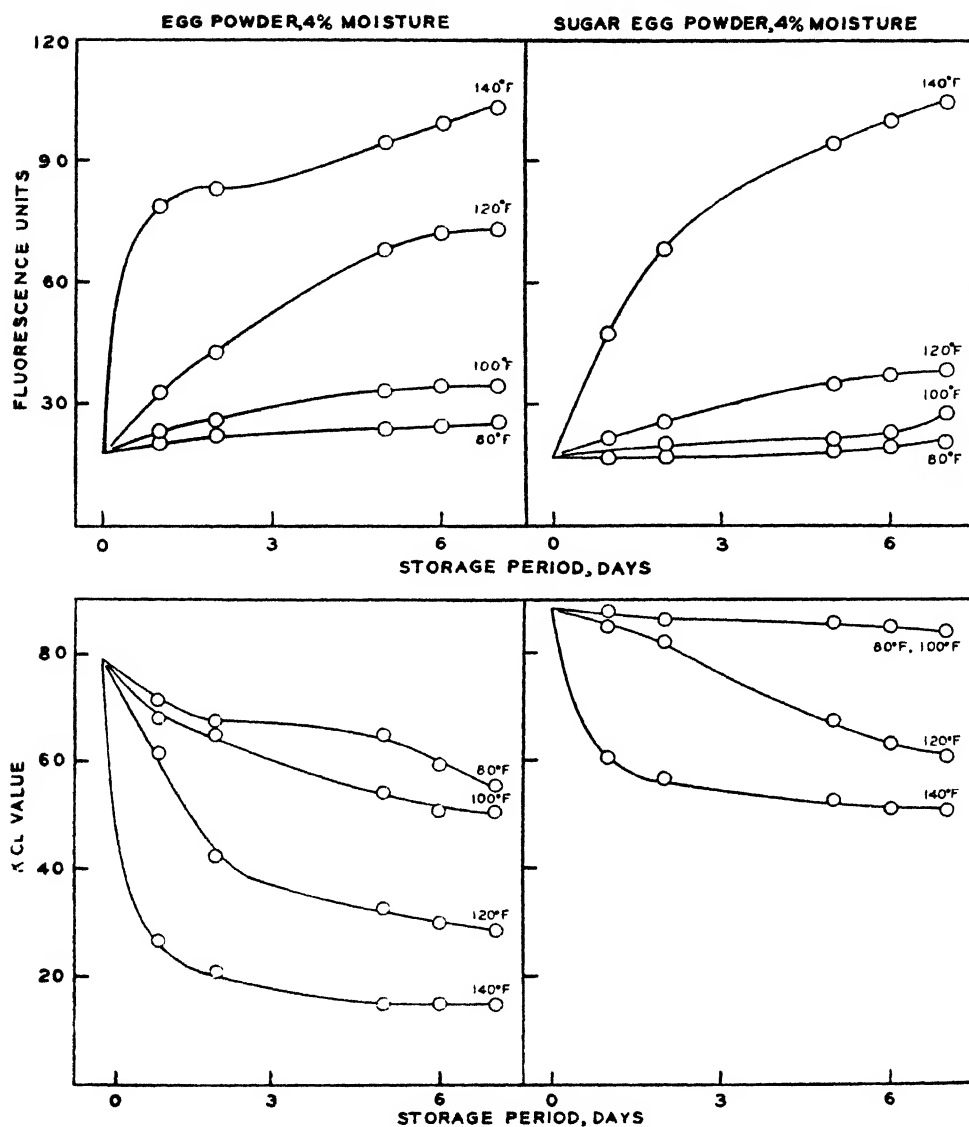 EGG POWDER, 4% MOISTURE
SUGAR EGG POWDER, 4% MOISTURE
120
90
60
30
FLUORESCENCE UNITS
140°F
120°F
100°F
80°F
140°F
120°F
100°F
80°F
0 3 6 0 3 6
STORAGE PERIOD, DAYS
80
60
40
20
KCL VALUE
80°F
100°F
120°F
140°F
80°F, 100°F
120°F
140°F
0 3 6 0 3 6
STORAGE PERIOD, DAYS